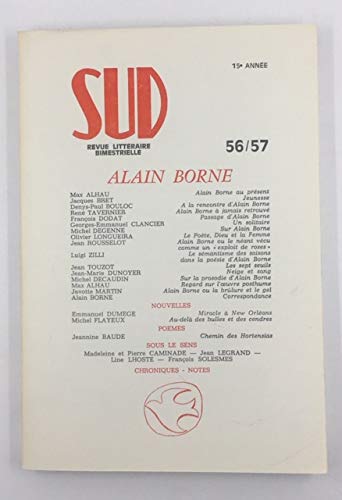 SUD
15e ANNÉE
REVUE LITTERAIRE
BIMESTRIELLE
56/57
ALAIN BORNE
Max ALHAU Alain Borne au présent
Jacques BRET Jeunesse
Denys-Paul BOULOC A la rencontre d'Alain Borne
René TAVERNIER Alain Borne à jamais retrouvé
François DODAT Passage d'Alain Borne
Georges-Emmanuel CLANCIER Un solitaire
Michel DEGENNE Sur Alain Borne
Olivier LONGUEIRA Le Poète, Dieu et la Femme
Jean ROUSSELOT Alain Borne ou le néant vécu
comme un « exploit de roses »
Luigi ZILLI Le sémantisme des saisons
dans la poésie d'Alain Borne
Jean TOUZOT Les sept seuils
Jean-Marie DUNOYER Neige et sang
Michel DECAUDIN Sur la prosodie d'Alain Borne
Max ALHAU Regard sur l'œuvre posthume
Javotte MARTIN Alain Borne ou la brûlure et le gel
Alain BORNE Correspondance
NOUVELLES
Emmanuel DUMEGE Miracle à New Orléans
Michel FLAYEUX Au-delà des bulles et des cendres
POEMES
Jeannine BAUDE Chemin des Hortensias
SOUS LE SENS
Madeleine et Pierre CAMINADE — Jean LEGRAND —
Line LHOSTE — François SOLESMES
CHRONIQUES - NOTES